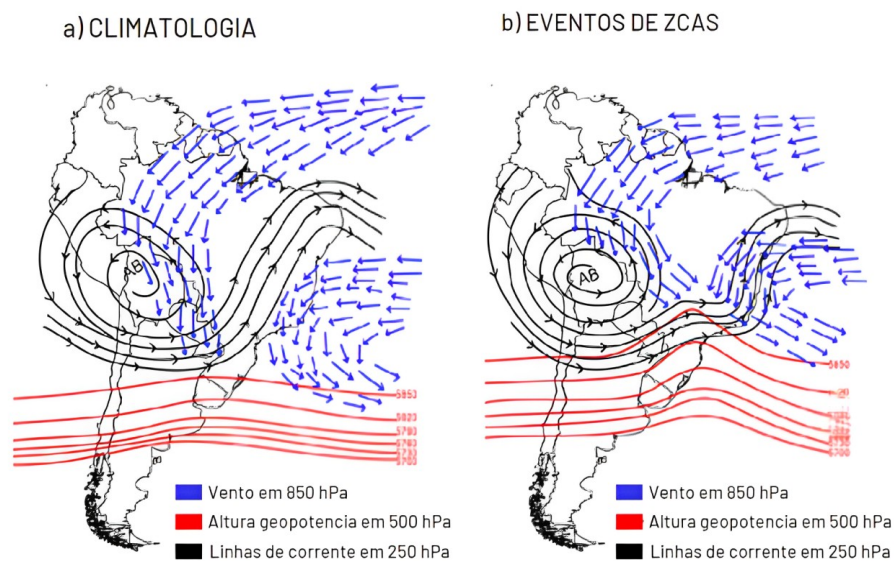 a) CLIMATOLOGIA
b) EVENTOS DE ZCAS
AB
AB
5850
5700
5850
5700
Vento em 850 hPa
Altura geopotencia em 500 hPa
Linhas de corrente em 250 hPa
Vento em 850 hPa
Altura geopotencia em 500 hPa
Linhas de corrente em 250 hPa